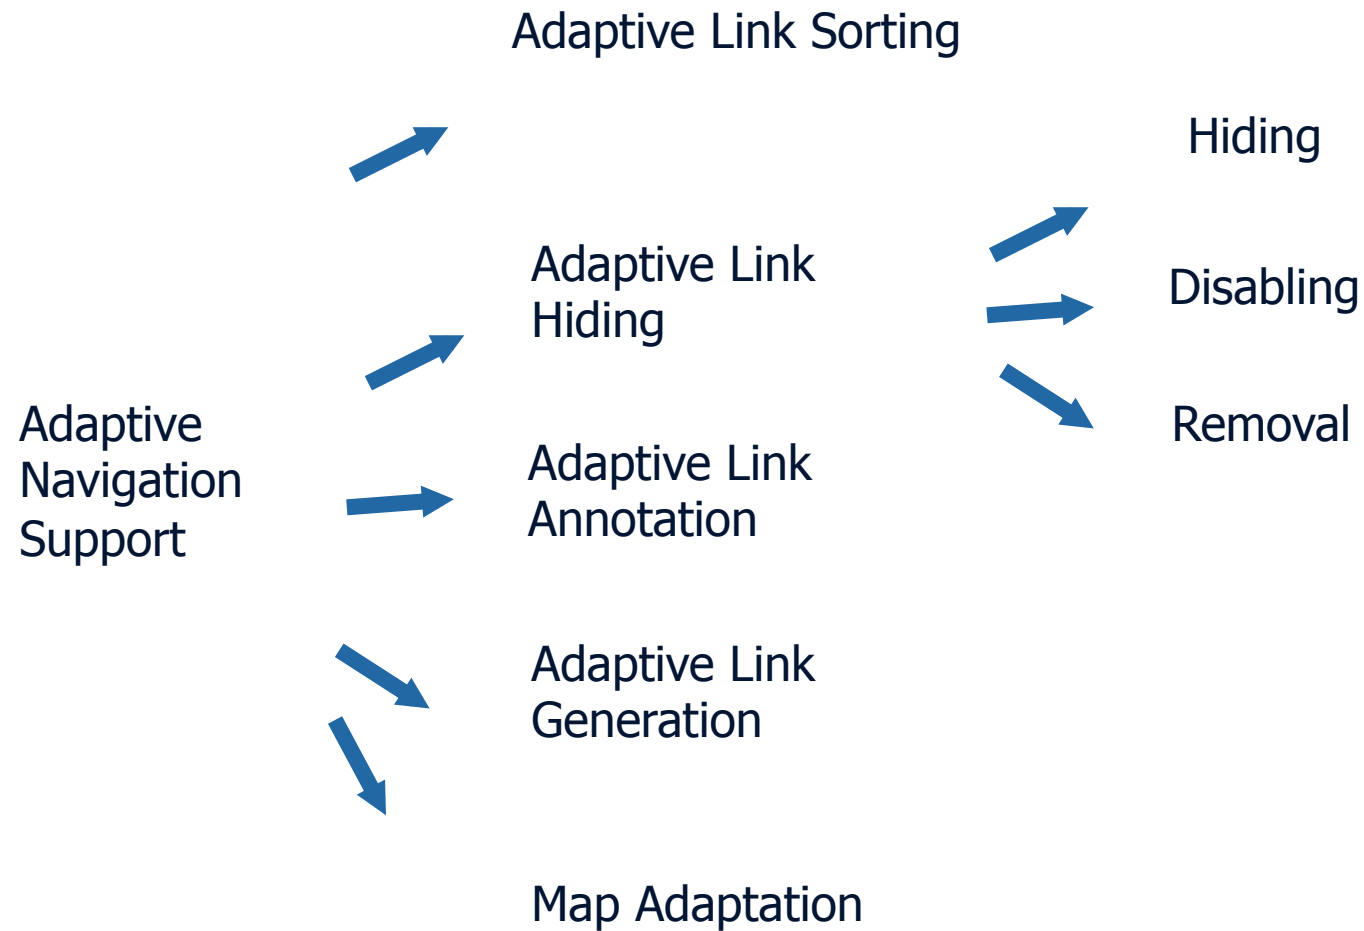 Adaptive Link Sorting
Hiding
Adaptive Link
Hiding
Disabling
Removal
Adaptive
Navigation
Support
Adaptive Link
Annotation
Adaptive Link
Generation
Map Adaptation